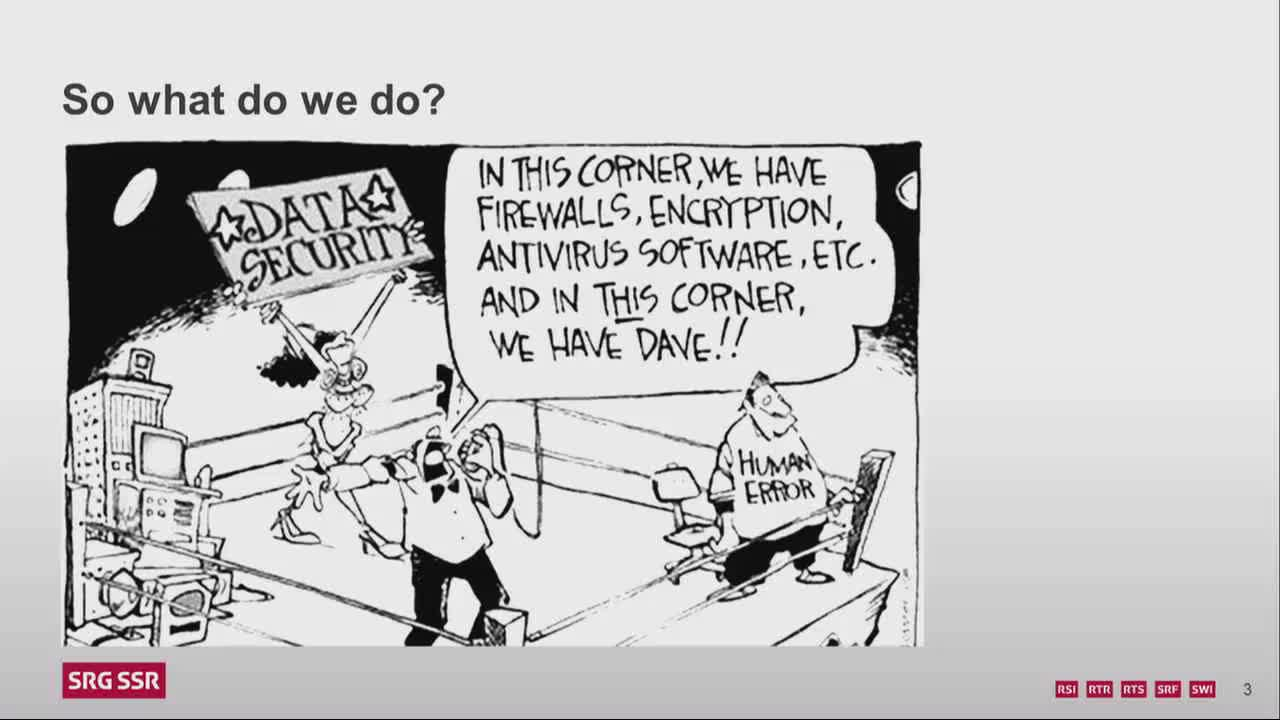 So what do we do?
DATA
SECURITY
IN THIS CORNER, WE HAVE
FIREWALLS, ENCRYPTION,
ANTIVIRUS SOFTWARE, ETC.
AND IN THIS CORNER,
WE HAVE DAVE!!
HUMAN
ERROR
SRG SSR
RSI RTR RTS SRF SWI 3